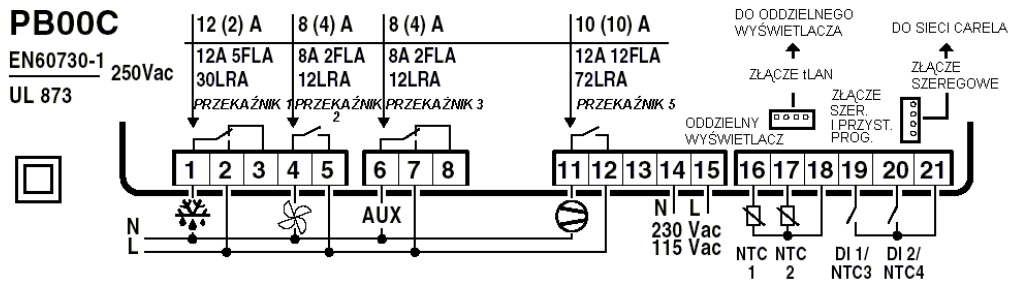 PB00C
EN60730-1
UL 873
250Vac
12 (2) A
8 (4) A
8 (4) A
10 (10) A
12A 5FLA
30LRA
8A 2FLA
12LRA
8A 2FLA
12LRA
12A 12FLA
72LRA
PRZEKAŹNIK 1
PRZEKAŹNIK 2
PRZEKAŹNIK 3
PRZEKAŹNIK 5
DO ODDZIELNEGO
WYŚWIETLACZA
DO SIECI CARELA
ZŁĄCZE tLAN
ZŁĄCZE
SZEREGOWE
ZŁĄCZE
SZER.
I PRZYST.
PROG.
ODDZIELNY
WYŚWIETLACZ
1 2 3 4 5 6 7 8 11 12 13 14 15 16 17 18 19 20 21
AUX
N
L
N L
230 Vac
115 Vac
NTC
1
NTC
2
DI 1/
NTC3
DI 2/
NTC4